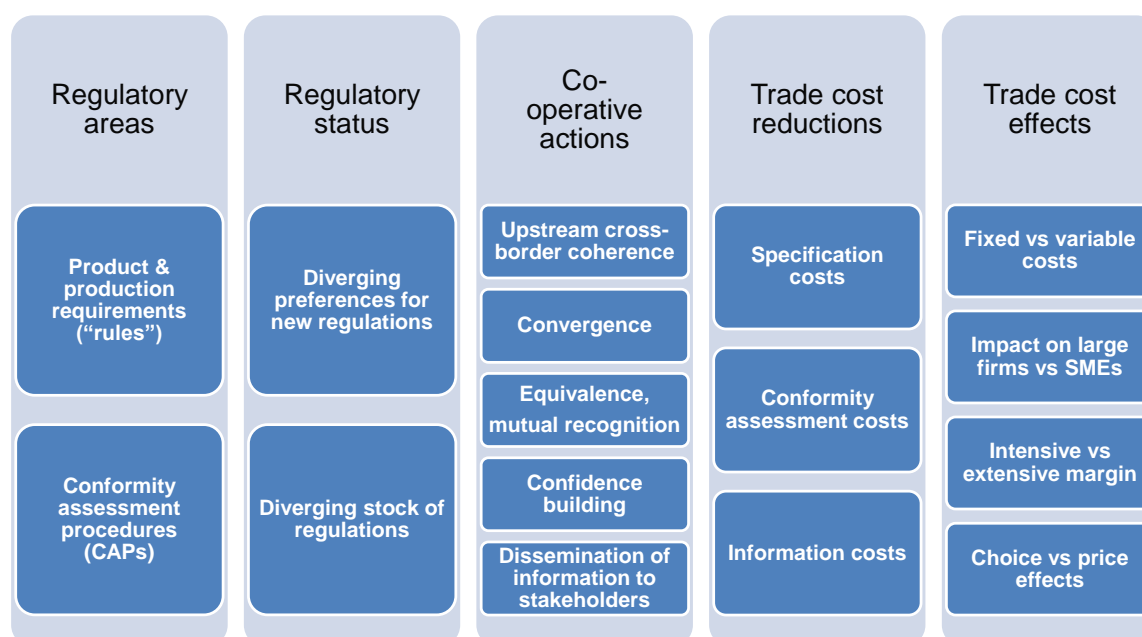 Regulatory
areas
Product &
production
requirements
(“rules”)
Conformity
assessment
procedures
(CAPs)
Regulatory
status
Diverging
preferences for
new regulations
Diverging stock of
regulations
Co-
operative
actions
Upstream cross-
border coherence
Convergence
Equivalence,
mutual recognition
Confidence
building
Dissemination of
information to
stakeholders
Trade cost
reductions
Specification
costs
Conformity
assessment costs
Information costs
Trade cost
effects
Fixed vs variable
costs
Impact on large
firms vs SMEs
Intensive vs
extensive margin
Choice vs price
effects